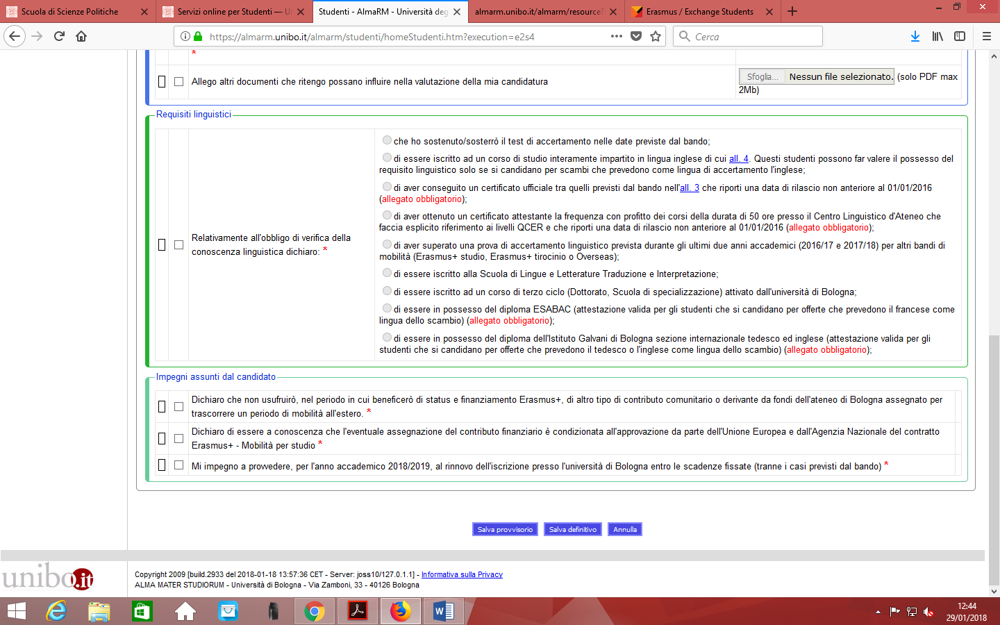 Scuola di Scienze Politiche
Servizi online per Studenti — Un
Studenti - AlmaRM - Università deg
almarm.unibo.it/almarm/resource?
Erasmus / Exchange Students
https://almarm.unibo.it/almarm/studenti/homeStudenti.htm?execution=e2s4
Cerca
*
Allego altri documenti che ritengo possano influire nella valutazione della mia candidatura
Sfoglia... Nessun file selezionato. (solo PDF max
2Mb)
Requisiti linguistici
Relativamente all'obbligo di verifica della
conoscenza linguistica dichiaro: *
che ho sostenuto/sosterrò il test di accertamento nelle date previste dal bando;
di essere iscritto ad un corso di studio interamente impartito in lingua inglese di cui all. 4. Questi studenti possono far valere il possesso del
requisito linguistico solo se si candidano per scambi che prevedono come lingua di accertamento l'inglese;
di aver conseguito un certificato ufficiale tra quelli previsti dal bando nell'all. 3 che riporti una data di rilascio non anteriore al 01/01/2016
(allegato obbligatorio);
di aver ottenuto un certificato attestante la frequenza con profitto dei corsi della durata di 50 ore presso il Centro Linguistico d'Ateneo che
faccia esplicito riferimento ai livelli QCER e che riporti una data di rilascio non anteriore al 01/01/2016 (allegato obbligatorio);
di aver superato una prova di accertamento linguistico prevista durante gli ultimi due anni accademici (2016/17 e 2017/18) per altri bandi di
mobilità (Erasmus+ studio, Erasmus+ tirocinio o Overseas);
di essere iscritto alla Scuola di Lingue e Letterature Traduzione e Interpretazione;
di essere iscritto ad un corso di terzo ciclo (Dottorato, Scuola di specializzazione) attivato dall'università di Bologna;
di essere in possesso del diploma ESABAC (attestazione valida per gli studenti che si candidano per offerte che prevedono il francese come
lingua dello scambio) (allegato obbligatorio);
di essere in possesso del diploma dell'Istituto Galvani di Bologna sezione internazionale tedesco ed inglese (attestazione valida per gli
studenti che si candidano per offerte che prevedono il tedesco o l'inglese come lingua dello scambio) (allegato obbligatorio);
Impegni assunti dal candidato
Dichiaro che non usufruirò, nel periodo in cui beneficerò di status e finanziamento Erasmus+, di altro tipo di contributo comunitario o derivante da fondi dell'ateneo di Bologna assegnato per
trascorrere un periodo di mobilità all'estero. *
Dichiaro di essere a conoscenza che l'eventuale assegnazione del contributo finanziario è condizionata all'approvazione da parte dell'Unione Europea e dall'Agenzia Nazionale del contratto
Erasmus+ - Mobilità per studio *
Mi impegno a provvedere, per l'anno accademico 2018/2019, al rinnovo dell'iscrizione presso l'università di Bologna entro le scadenze fissate (tranne i casi previsti dal bando) *
Salva provvisorio Salva definitivo Annulla
unibo.it
Copyright 2009 [build.2933 del 2018-01-18 13:57:36 CET - Server: joss10/127.0.1.1] - Informativa sulla Privacy
ALMA MATER STUDIORUM - Università di Bologna - Via Zamboni, 33 - 40126 Bologna
12:44
29/01/2018